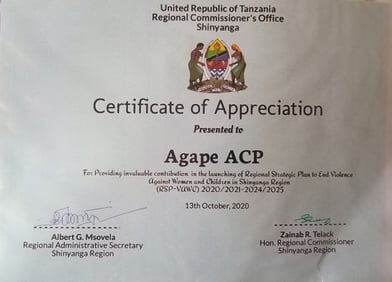 United Republic of Tanzania
Regional Commissioner's Office
Shinyanga
Certificate of Appreciation
Presented to
Agape ACP
For Providing invaluable contribution in the launching of Regional Strategic Plan to End Violence
Against Women and Children in Shinyanga Region
(RSP-VAWC) 2020/2021-2024/2025
13th October, 2020
Albert G. Msovela
Regional Administrative Secretary
Shinyanga Region
Zainab R. Telack
Hon. Regional Commissioner
Shinyanga Region